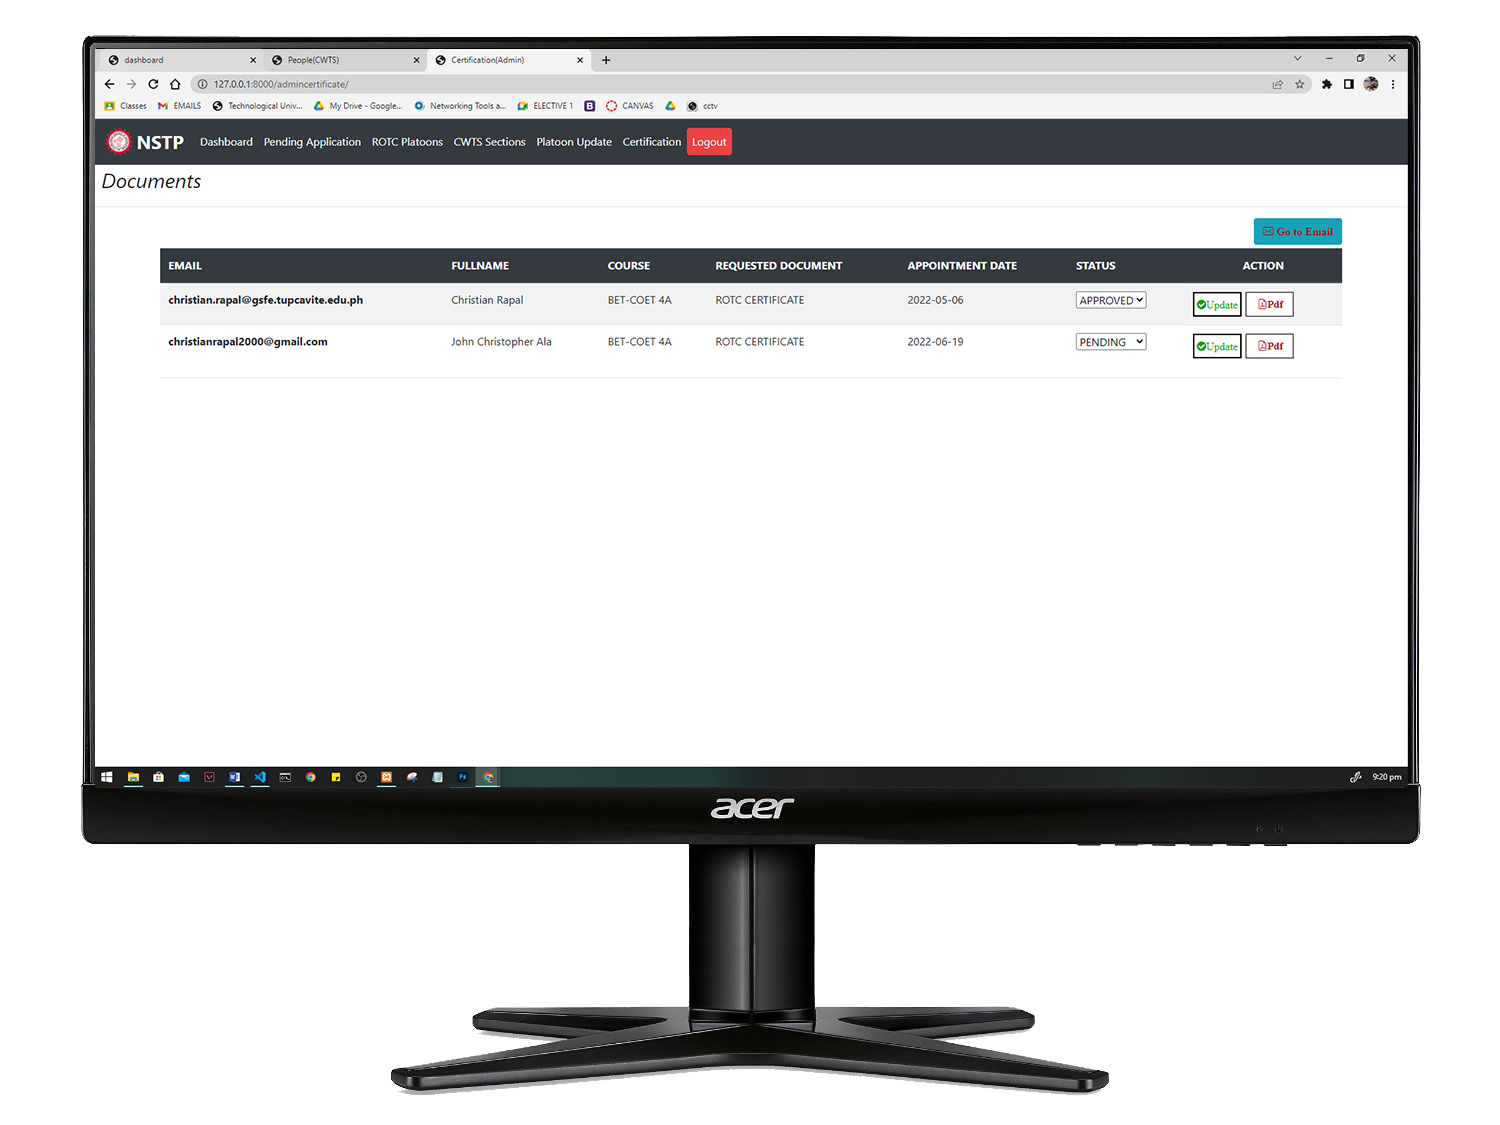 dashboard People(CWTS) Certification(Admin)
127.0.0.1:8000/admincertificate/
Classes EMAILS Technological Univ... My Drive - Google... Networking Tools a... ELECTIVE 1 B CANVAS cctv
NSTP Dashboard Pending Application ROTC Platoons CWTS Sections Platoon Update Certification Logout
Documents
Go to Email
EMAIL FULLNAME COURSE REQUESTED DOCUMENT APPOINTMENT DATE STATUS ACTION
christian.rapal@gsfe.tupcavite.edu.ph Christian Rapal BET-COET 4A ROTC CERTIFICATE 2022-05-06 APPROVED Update Pdf
christianrapal2000@gmail.com John Christopher Ala BET-COET 4A ROTC CERTIFICATE 2022-06-19 PENDING Update Pdf
9:20 pm
acer